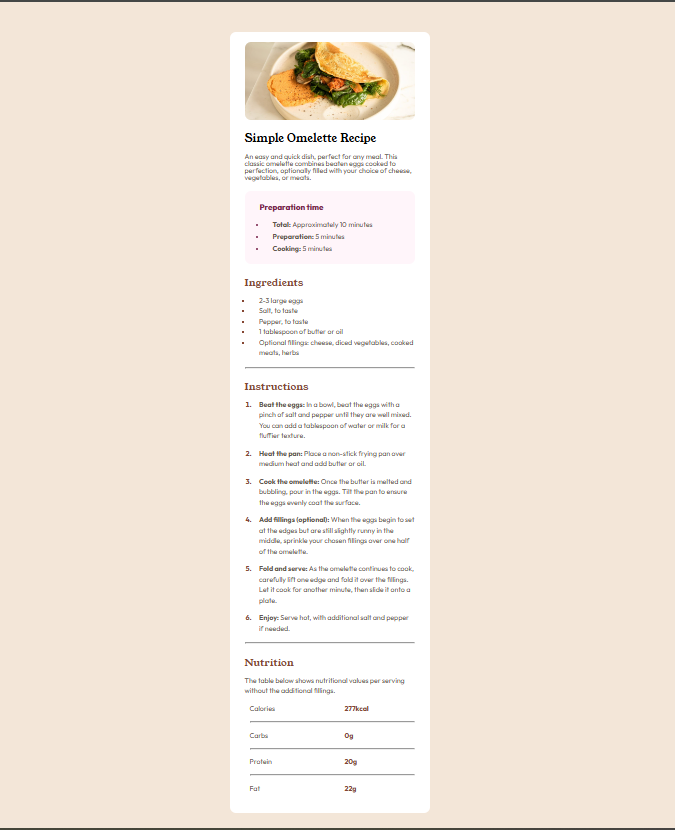 Simple Omelette Recipe
An easy and quick dish, perfect for any meal. This
classic omelette combines beaten eggs cooked to
perfection, optionally filled with your choice of cheese,
vegetables, or meats.
Preparation time
• Total: Approximately 10 minutes
• Preparation: 5 minutes
• Cooking: 5 minutes
Ingredients
• 2-3 large eggs
• Salt, to taste
• Pepper, to taste
• 1 tablespoon of butter or oil
• Optional fillings: cheese, diced vegetables, cooked
meats, herbs
Instructions
1. Beat the eggs: In a bowl, beat the eggs with a
pinch of salt and pepper until they are well mixed.
You can add a tablespoon of water or milk for a
fluffier texture.
2. Heat the pan: Place a non-stick frying pan over
medium heat and add butter or oil.
3. Cook the omelette: Once the butter is melted and
bubbling, pour in the eggs. Tilt the pan to ensure
the eggs evenly coat the surface.
4. Add fillings (optional): When the eggs begin to set
at the edges but are still slightly runny in the
middle, sprinkle your chosen fillings over one half
of the omelette.
5. Fold and serve: As the omelette continues to cook,
carefully lift one edge and fold it over the fillings.
Let it cook for another minute, then slide it onto a
plate.
6. Enjoy: Serve hot, with additional salt and pepper
if needed.
Nutrition
The table below shows nutritional values per serving
without the additional fillings.
Calories 277kcal
Carbs 0g
Protein 20g
Fat 22g